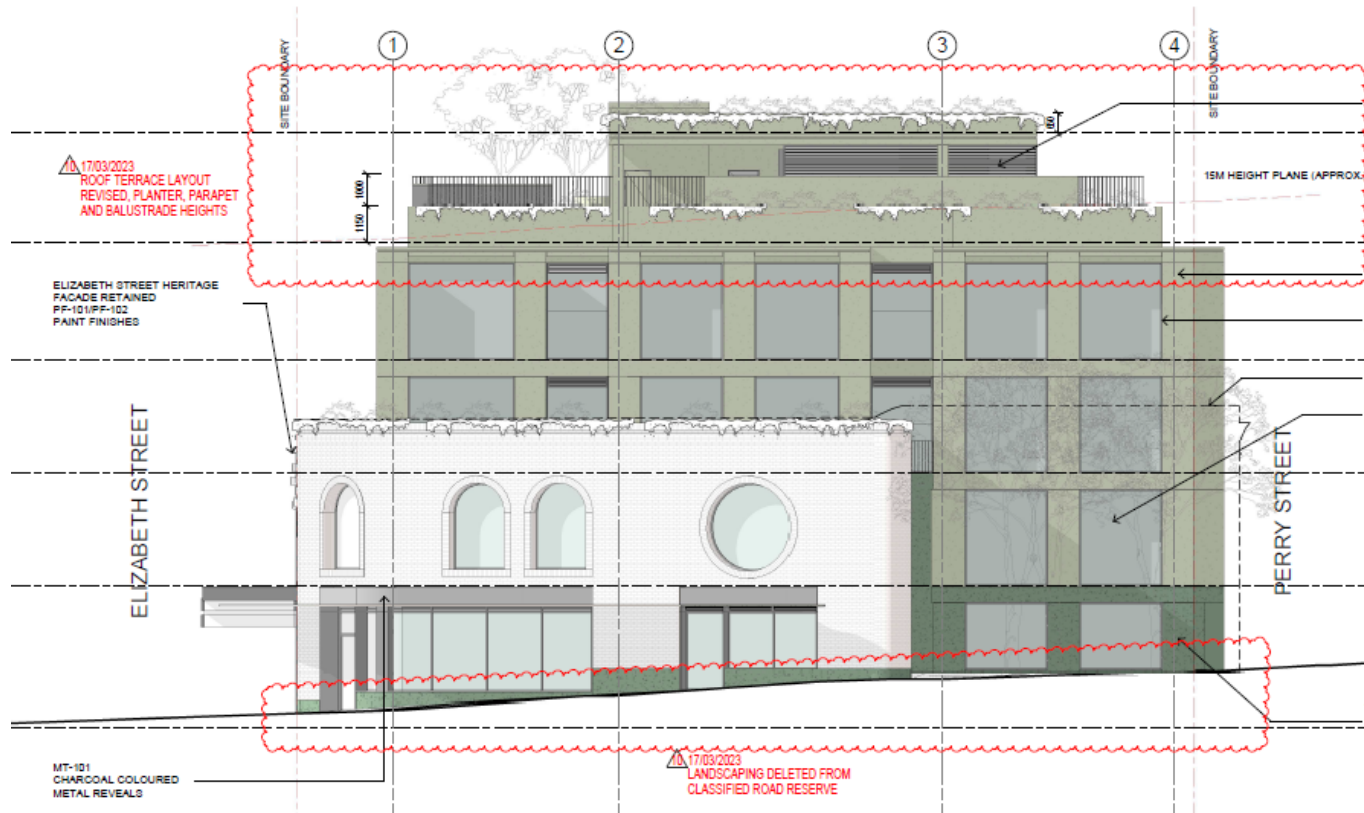 1
2
3
4
SITE BOUNDARY
SITE BOUNDARY
600
10 17/03/2023
ROOF TERRACE LAYOUT
REVISED, PLANTER, PARAPET
AND BALUSTRADE HEIGHTS
1000
1150
15M HEIGHT PLANE (APPROX.
ELIZABETH STREET HERITAGE
FACADE RETAINED
PF-101/PF-102
PAINT FINISHES
ELIZABETH STREET
PERRY STREET
MT-101
CHARCOAL COLOURED
METAL REVEALS
10 17/03/2023
LANDSCAPING DELETED FROM
CLASSIFIED ROAD RESERVE